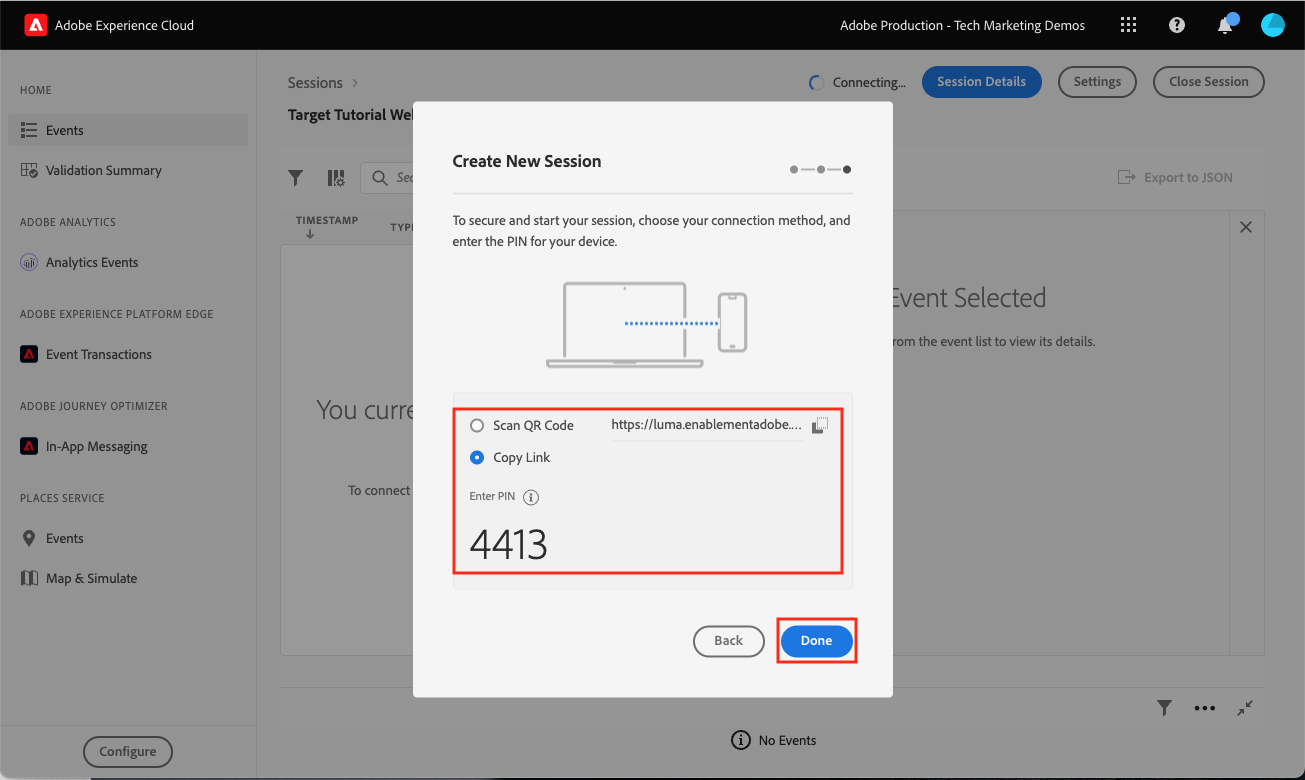 Adobe Experience Cloud
Adobe Production - Tech Marketing Demos
HOME
Events
Validation Summary
ADOBE ANALYTICS
Analytics Events
ADOBE EXPERIENCE PLATFORM EDGE
Event Transactions
ADOBE JOURNEY OPTIMIZER
In-App Messaging
PLACES SERVICE
Events
Map & Simulate
Configure
Sessions
Connecting...
Session Details
Settings
Close Session
Target Tutorial
Export to JSON
TIMESTAMP
You
To connect
Event Selected
from the event list to view its details.
No Events
Create New Session
To secure and start your session, choose your connection method, and
enter the PIN for your device.
Scan QR Code
https://luma.enablementadobe....
Copy Link
Enter PIN
4413
Back
Done